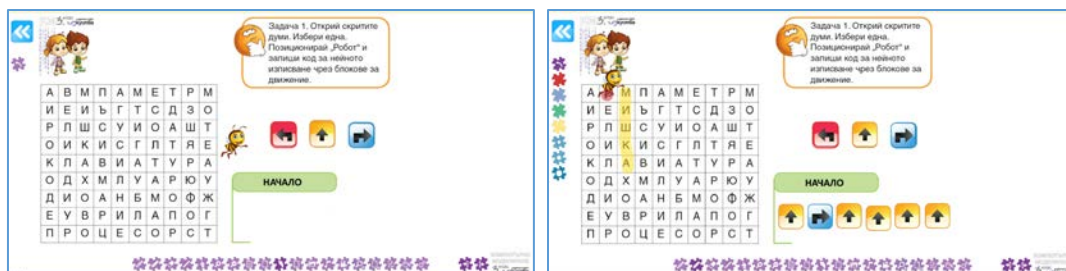 Задача 1. Открий скритите
думи. Избери една.
Позиционирай „Робот" и
запиши код за нейното
изписване чрез блокове за
движение.
А В М П А М Е Т Р М
И Е И Ъ Г Т С Д З О
Р Л Ш С У И О А Ш Т
О И К И С Г Л Т Я Е
К Л А В И А Т У Р А
О Д Х М Л У А Р Ю У
Д И О А Н Б М О Ф Ж
Е У В Р И Л А П О Г
П Р О Ц Е С О Р С Т
НАЧАЛО
Задача 1. Открий скритите
думи. Избери една.
Позиционирай „Робот" и
запиши код за нейното
изписване чрез блокове за
движение.
А М П А М Е Т Р М
И Е И Ъ Г Т С Д З О
Р Л Ш С У И О А Ш Т
О И К И С Г Л Т Я Е
К Л А В И А Т У Р А
О Д Х М Л У А Р Ю У
Д И О А Н Б М О Ф Ж
Е У В Р И Л А П О Г
П Р О Ц Е С О Р С Т
НАЧАЛО